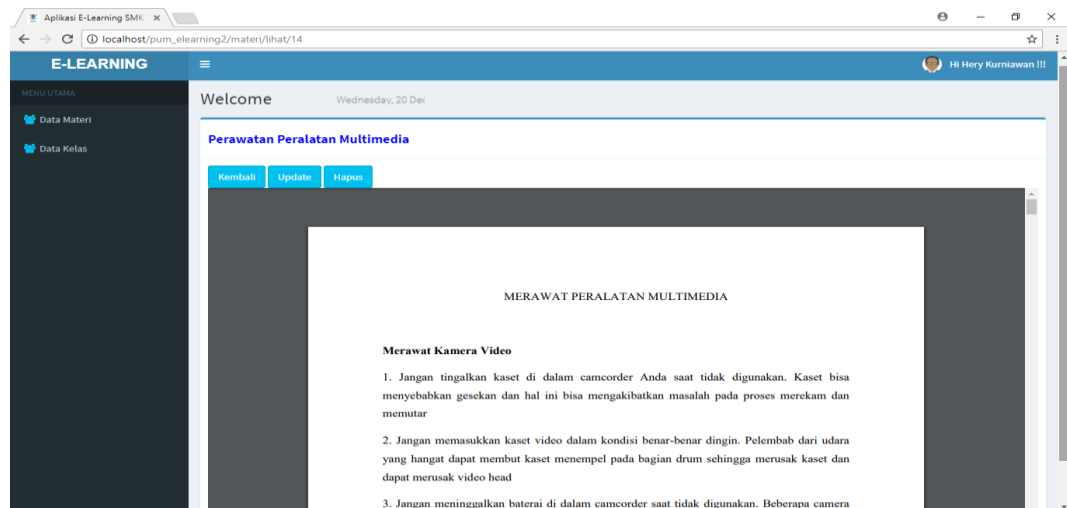 Aplikasi E-Learning SMK
localhost/pum_elearning2/materi/lihat/14
E-LEARNING
Hi Hery Kurniawan !!!
MENU UTAMA
Welcome
Wednesday, 20 Dec
Data Materi
Data Kelas
Perawatan Peralatan Multimedia
Kembali Update Hapus
MERAWAT PERALATAN MULTIMEDIA
Merawat Kamera Video
1. Jangan tingalkan kaset di dalam camcorder Anda saat tidak digunakan. Kaset bisa
menyebabkan gesekan dan hal ini bisa mengakibatkan masalah pada proses merekam dan
memutar
2. Jangan memasukkan kaset video dalam kondisi benar-benar dingin. Pelembab dari udara
yang hangat dapat membut kaset menempel pada bagian drum sehingga merusak kaset dan
dapat merusak video head
3. Jangan meninggalkan baterai di dalam camcorder saat tidak digunakan. Beberapa camera